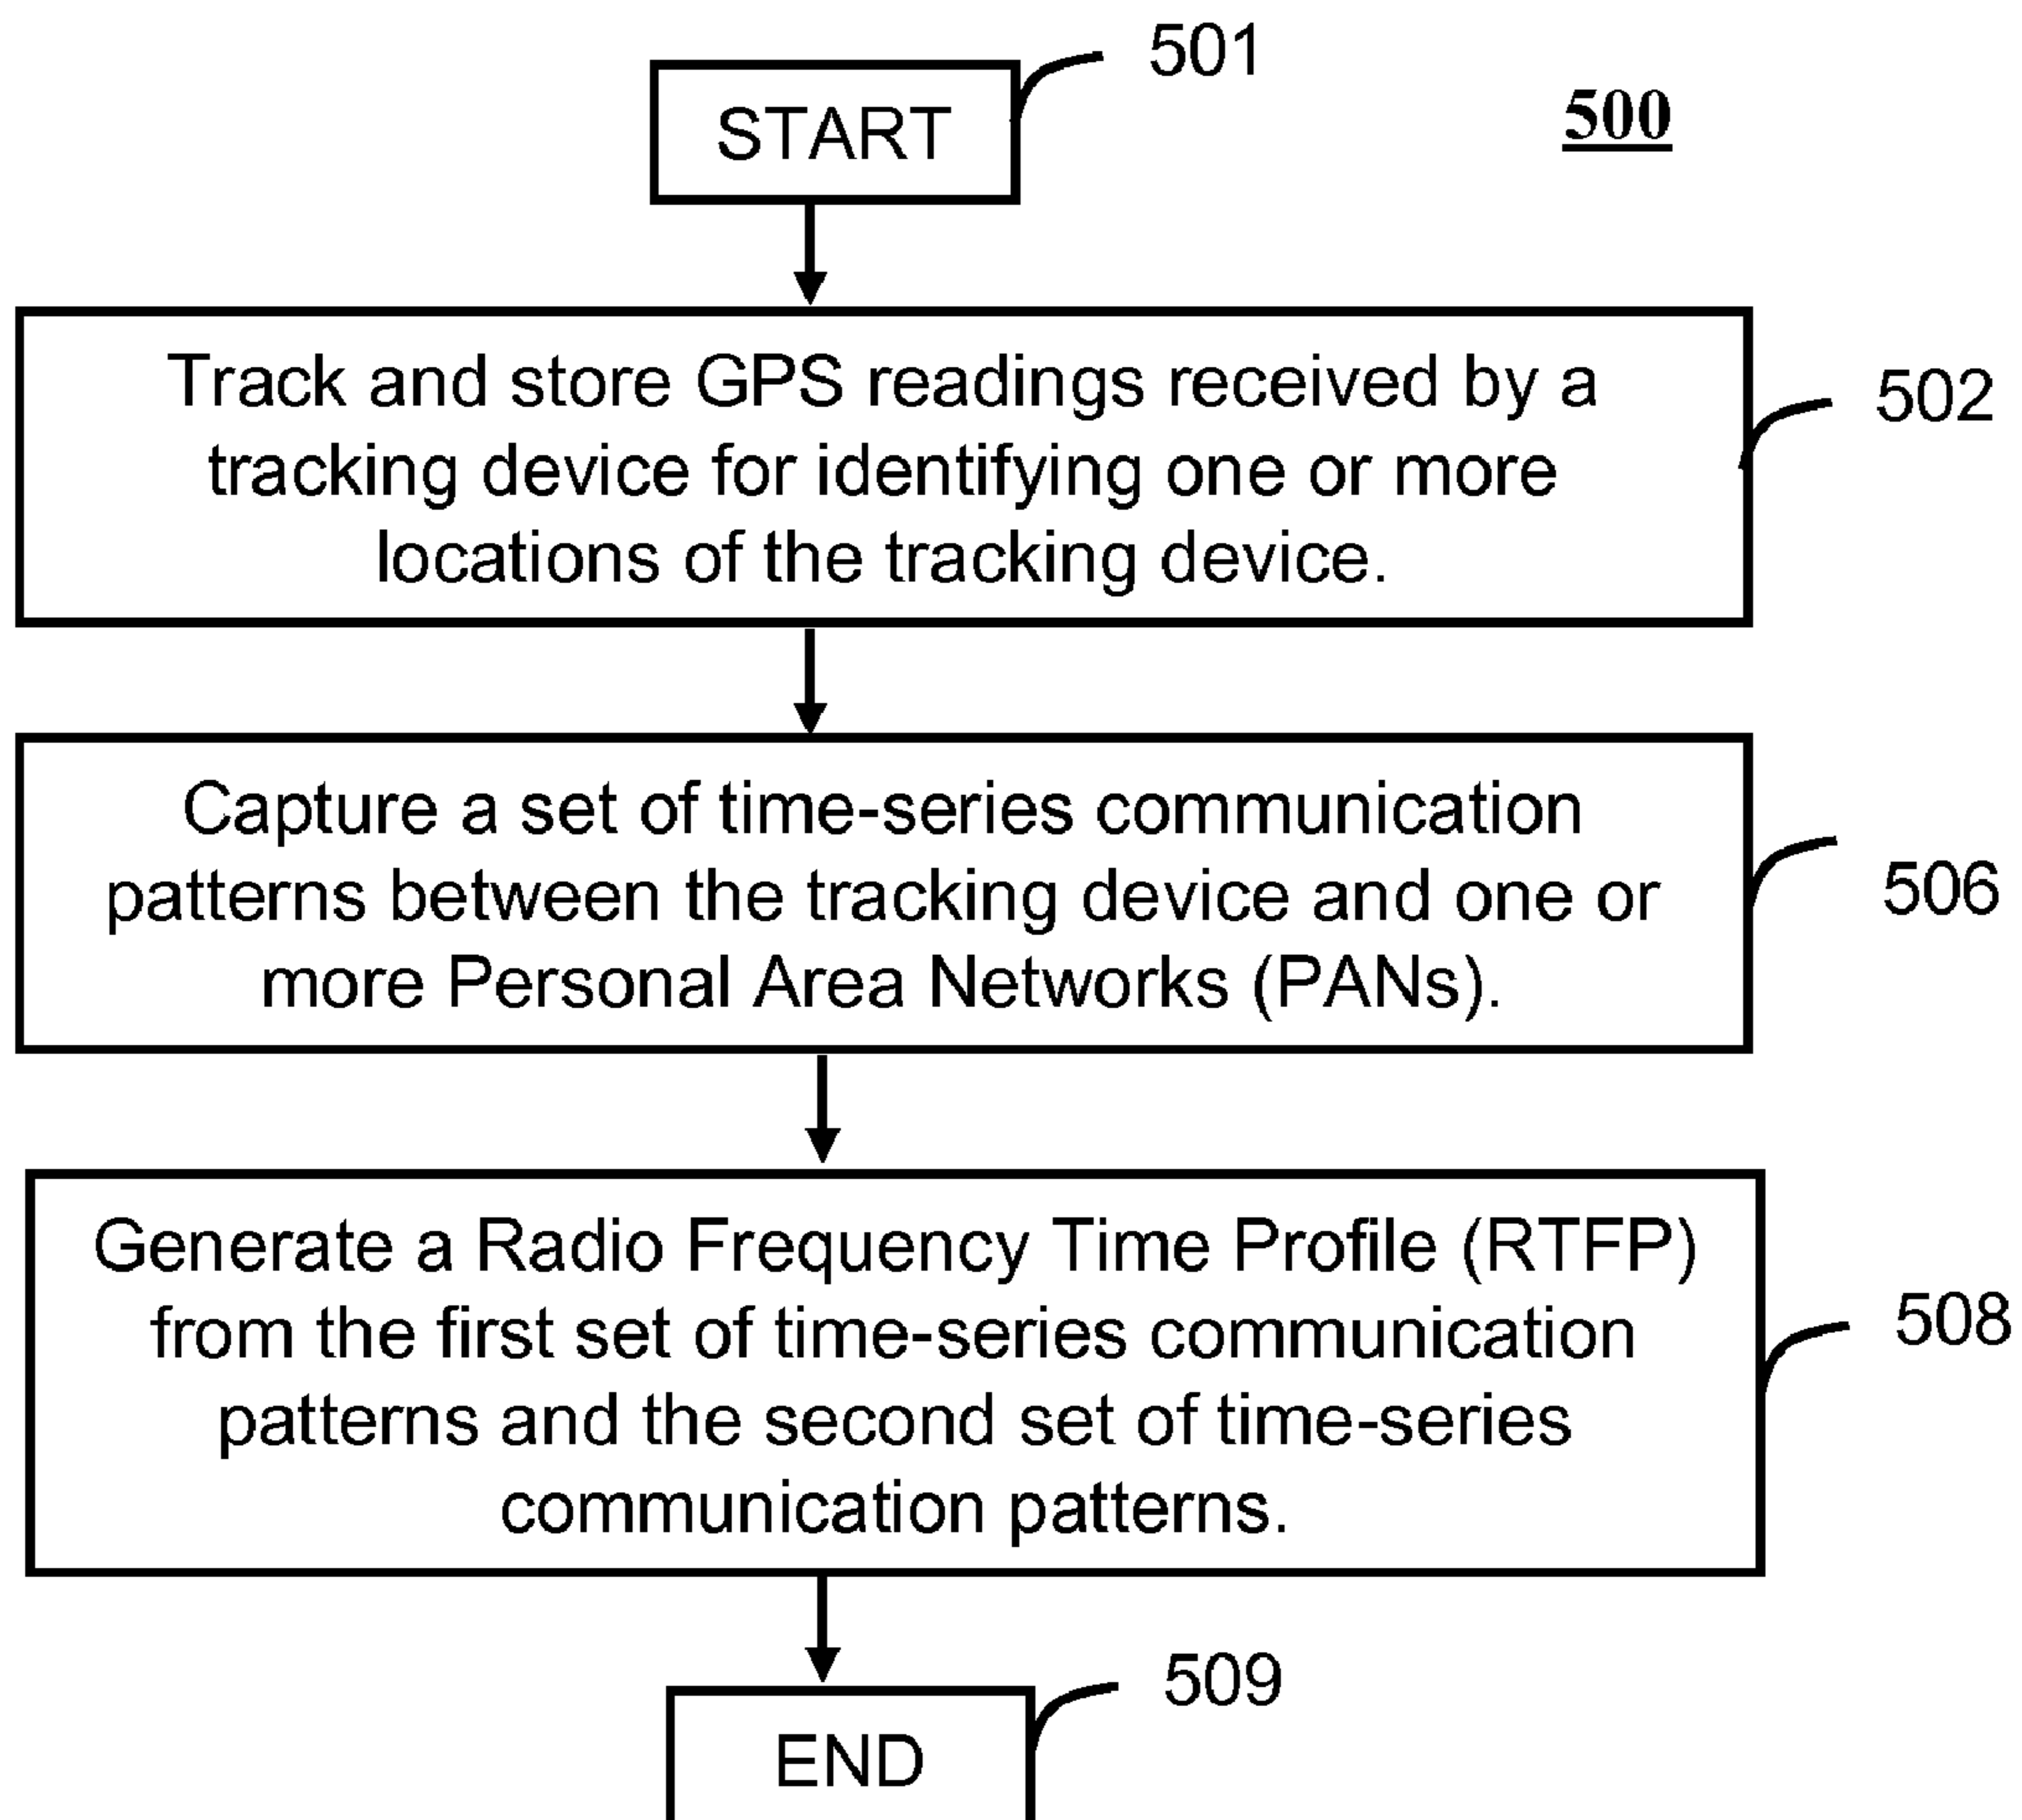 501
START
500
Track and store GPS readings received by a
tracking device for identifying one or more
locations of the tracking device.
502
Capture a set of time-series communication
patterns between the tracking device and one or
more Personal Area Networks (PANs).
506
Generate a Radio Frequency Time Profile (RTFP)
from the first set of time-series communication
patterns and the second set of time-series
communication patterns.
508
509
END